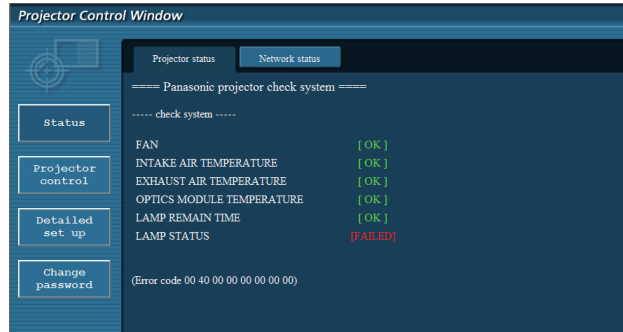 Projector Control Window
Projector status Network status
==== Panasonic projector check system ====
----- check system -----
Status
FAN [ OK ]
INTAKE AIR TEMPERATURE [ OK ]
Projector
control
EXHAUST AIR TEMPERATURE [ OK ]
OPTICS MODULE TEMPERATURE [ OK ]
LAMP REMAIN TIME [ OK ]
LAMP STATUS [FAILED]
Detailed
set up
Change
password
(Error code 00 40 00 00 00 00 00 00)